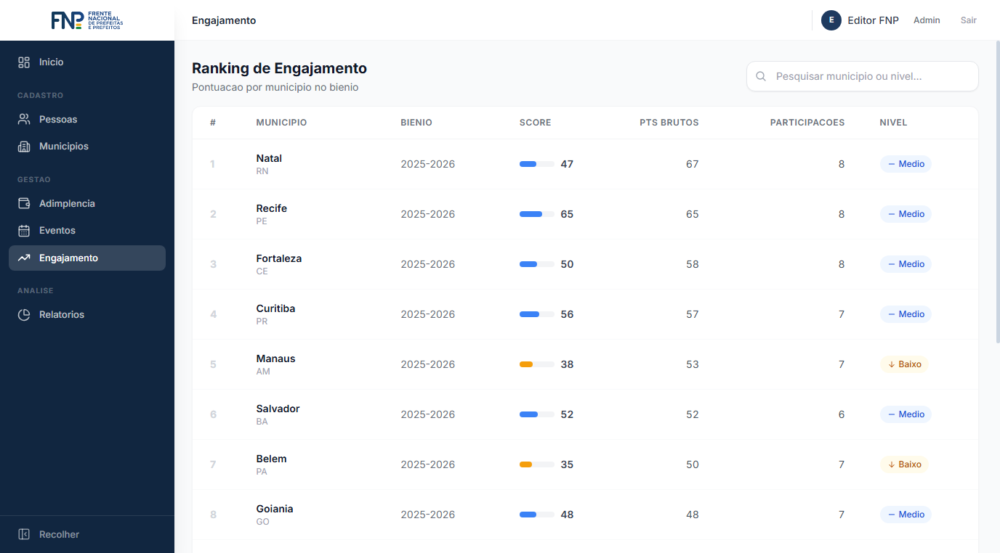 FNP FRENTE
NACIONAL
DE PREFEITAS
E PREFEITOS
Engajamento
E Editor FNP Admin Sair
Inicio
CADASTRO
Pessoas
Municipios
GESTAO
Adimplencia
Eventos
Engajamento
ANALISE
Relatorios
Recolher
Ranking de Engajamento
Pontuacao por municipio no bienio
Pesquisar municipio ou nivel...
# MUNICIPIO BIENIO SCORE PTS BRUTOS PARTICIPACOES NIVEL
1 Natal 2025-2026 47 67 8 Medio
RN
2 Recife 2025-2026 65 65 8 Medio
PE
3 Fortaleza 2025-2026 50 58 8 Medio
CE
4 Curitiba 2025-2026 56 57 7 Medio
PR
5 Manaus 2025-2026 38 53 7 Baixo
AM
6 Salvador 2025-2026 52 52 6 Medio
BA
7 Belem 2025-2026 35 50 7 Baixo
PA
8 Goiania 2025-2026 48 48 7 Medio
GO